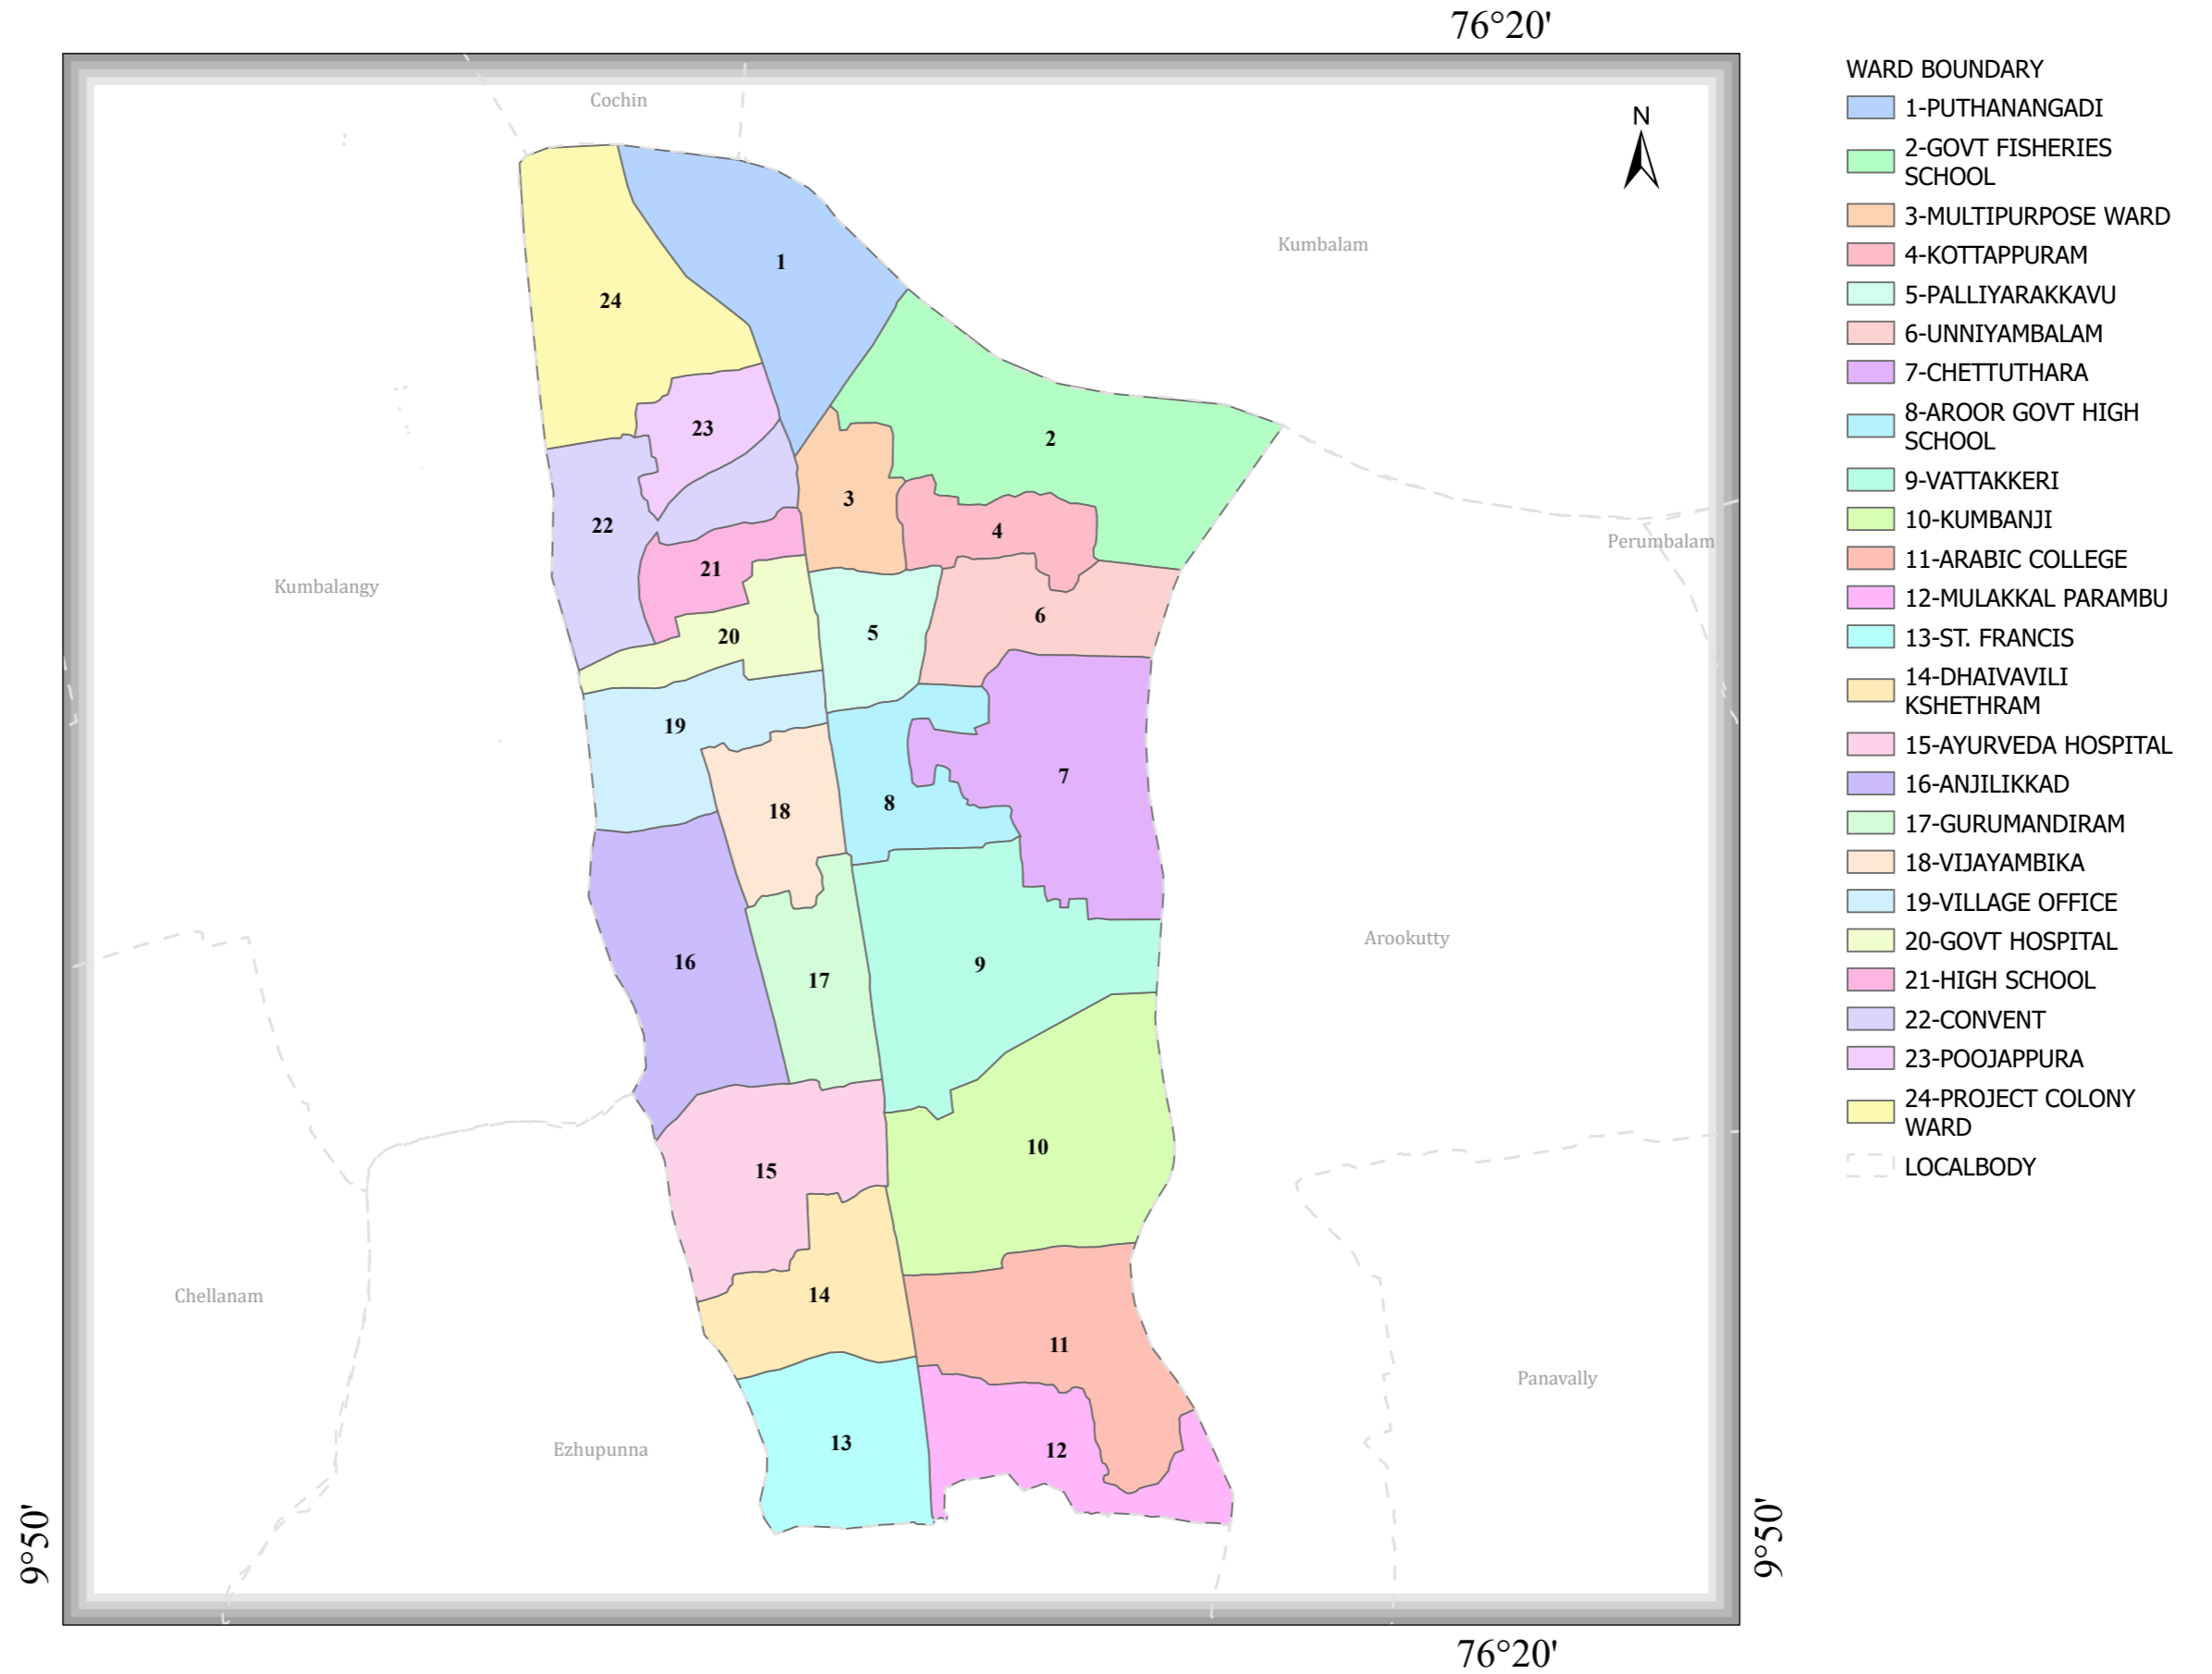 76°20'
Cochin
N
Kumbalam
1
24
23
2
22
3
4
Perumbalam
Kumbalangy
21
20
5
6
19
7
18
8
Arookutty
16
17
9
10
15
Chellanam
14
11
Panavally
13
12
Ezhupunna
9°50'
9°50'
76°20'
WARD BOUNDARY
1-PUTHANANGADI
2-GOVT FISHERIES
SCHOOL
3-MULTIPURPOSE WARD
4-KOTTAPPURAM
5-PALLIYARAKKAVU
6-UNNIYAMBALAM
7-CHETTUTHARA
8-AROOR GOVT HIGH
SCHOOL
9-VATTAKKERI
10-KUMBANJI
11-ARABIC COLLEGE
12-MULAKKAL PARAMBU
13-ST. FRANCIS
14-DHAIVAVILI
KSHETHRAM
15-AYURVEDA HOSPITAL
16-ANJILIKKAD
17-GURUMANDIRAM
18-VIJAYAMBIKA
19-VILLAGE OFFICE
20-GOVT HOSPITAL
21-HIGH SCHOOL
22-CONVENT
23-POOJAPPURA
24-PROJECT COLONY
WARD
LOCALBODY